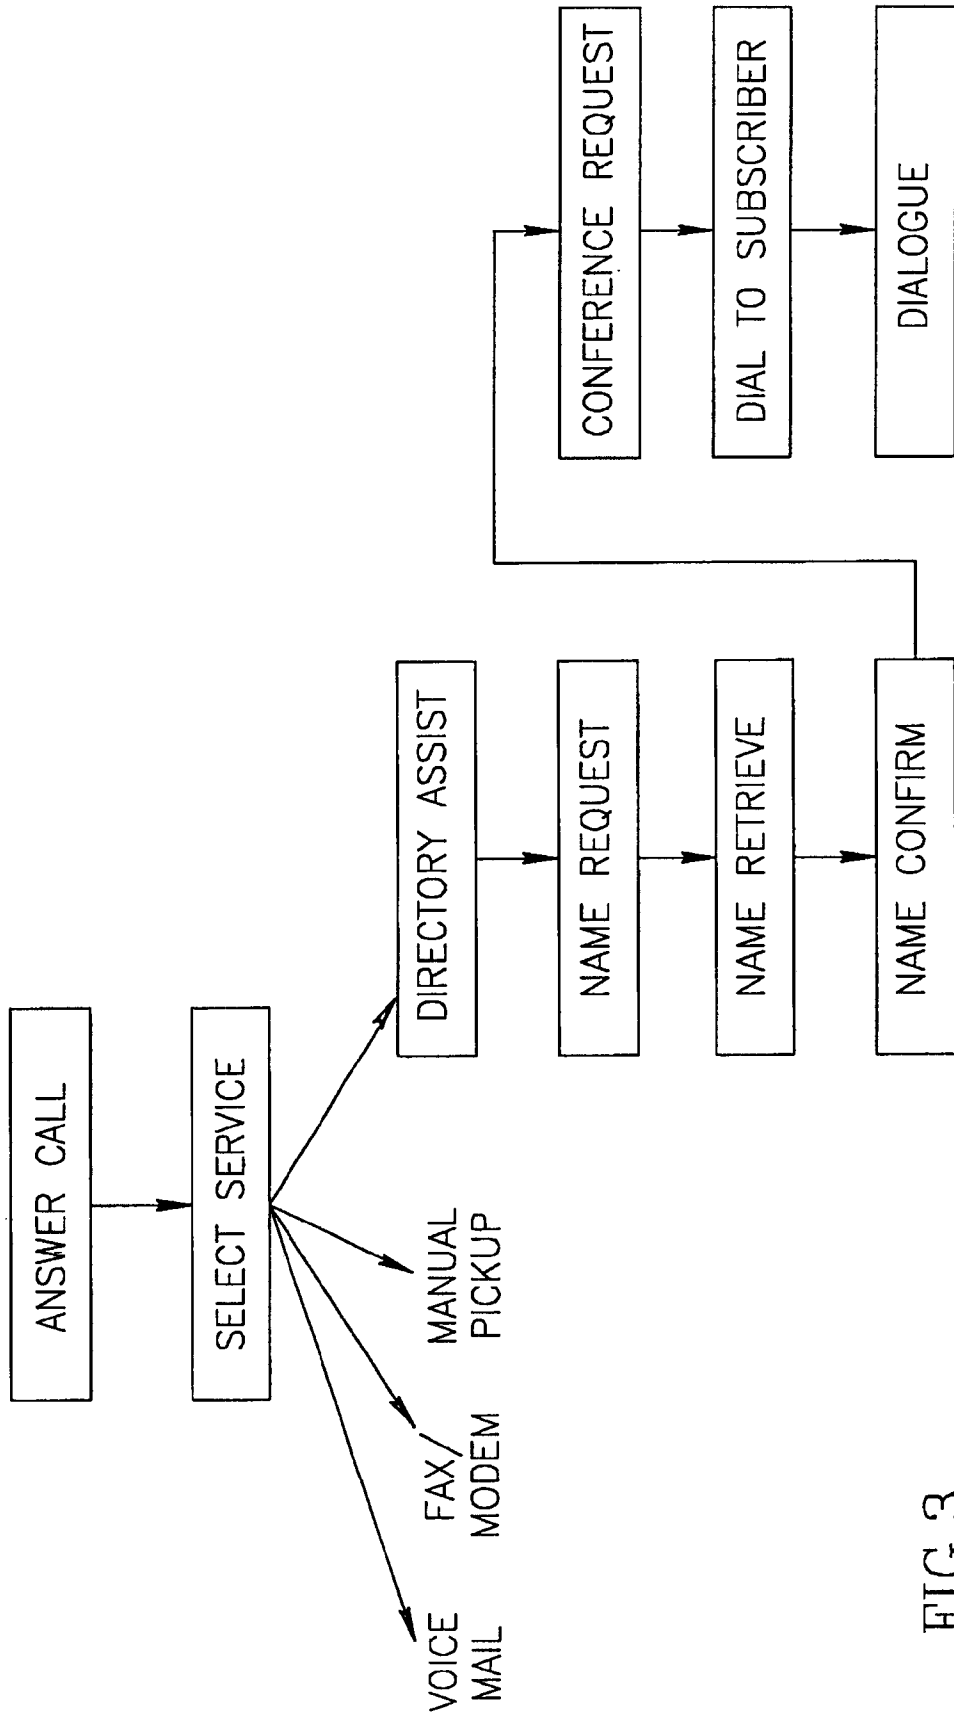 ANSWER CALL
SELECT SERVICE
VOICE
MAIL
FAX/
MODEM
MANUAL
PICKUP
DIRECTORY ASSIST
NAME REQUEST
NAME RETRIEVE
NAME CONFIRM
CONFERENCE REQUEST
DIAL TO SUBSCRIBER
DIALOGUE
FIG. 3